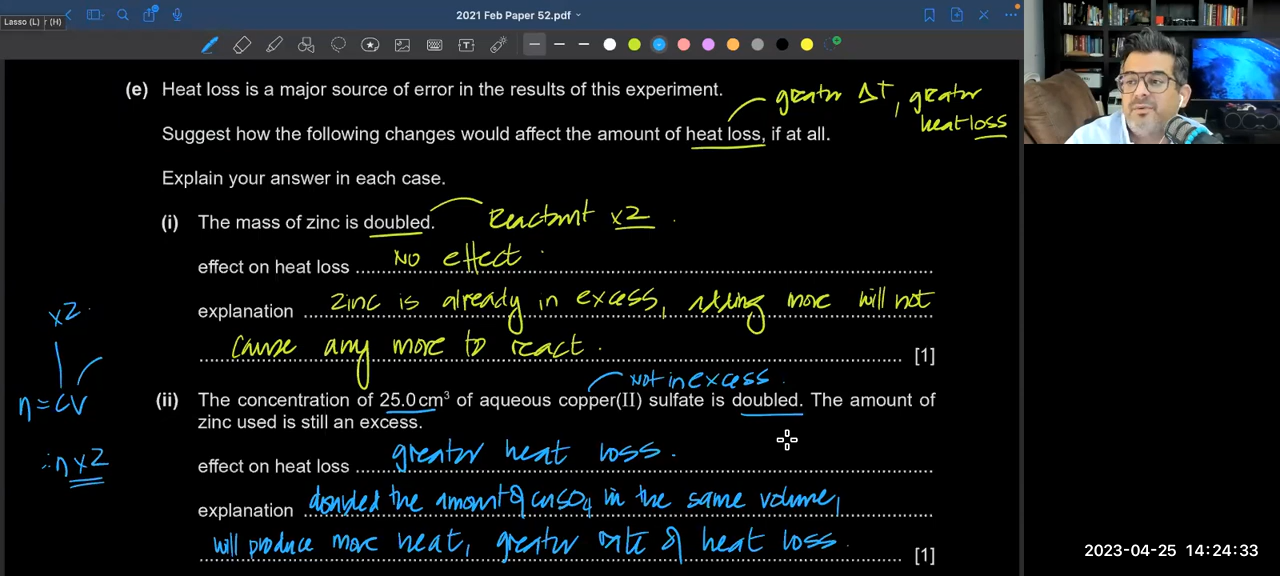 Lasso (L)
(H)
2021 Feb Paper 52.pdf
greater Δt, greater
heat loss
(e) Heat loss is a major source of error in the results of this experiment.
Suggest how the following changes would affect the amount of heat loss, if at all.
Explain your answer in each case.
(i) The mass of zinc is doubled.
Reactant x2
effect on heat loss No effect
explanation zinc is already in excess, adding more will not
cause any more to react. [1]
x2
n = CV
∴ n x2
not in excess
(ii) The concentration of 25.0 cm³ of aqueous copper(II) sulfate is doubled. The amount of
zinc used is still an excess.
effect on heat loss greater heat loss.
explanation doubled the amount of CuSO4 in the same volume,
will produce more heat, greater rate of heat loss. [1]
2023-04-25 14:24:33